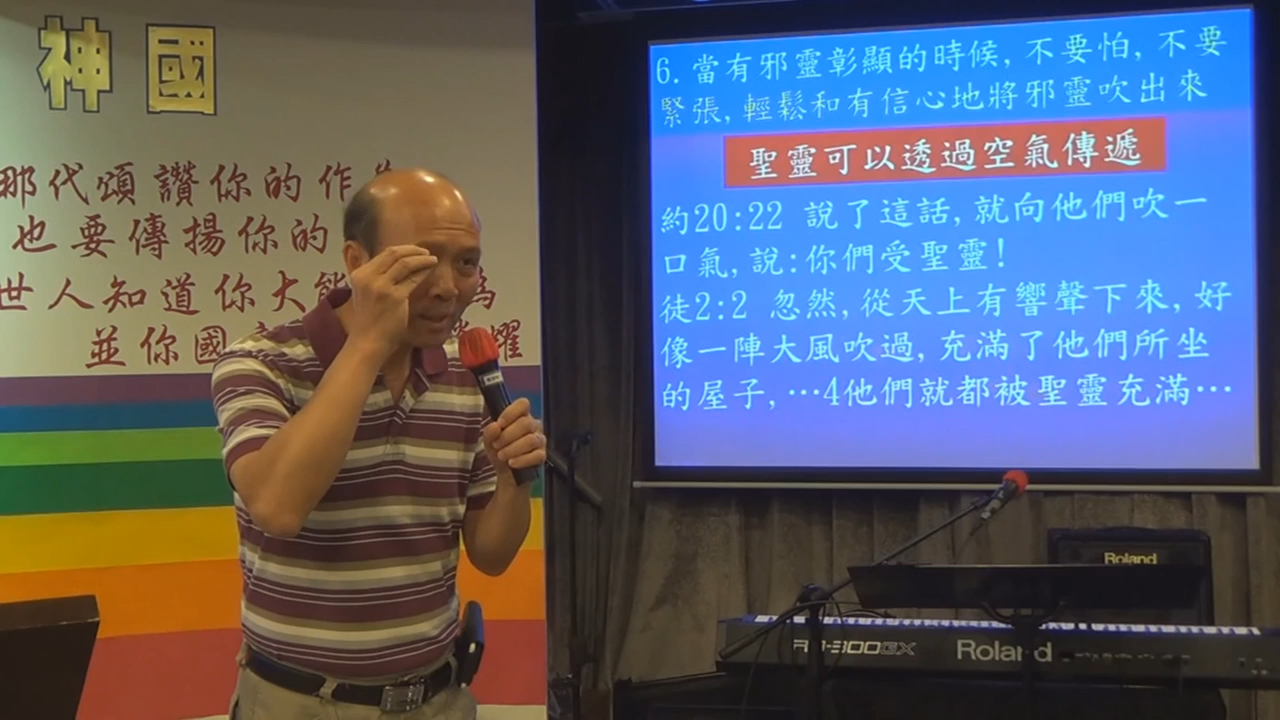 神國
那代頌讚你的作
也要傳揚你的
世人知道你大能為
並你國耀
6.當有邪靈彰顯的時候,不要怕,不要
緊張,輕鬆和有信心地將邪靈吹出來
聖靈可以透過空氣傳遞
約20:22 說了這話,就向他們吹一
口氣,說:你們受聖靈!
徒2:2 忽然,從天上有響聲下來,好
像一陣大風吹過,充滿了他們所坐
的屋子,…4他們就都被聖靈充滿…
Roland
RD-300GX Roland